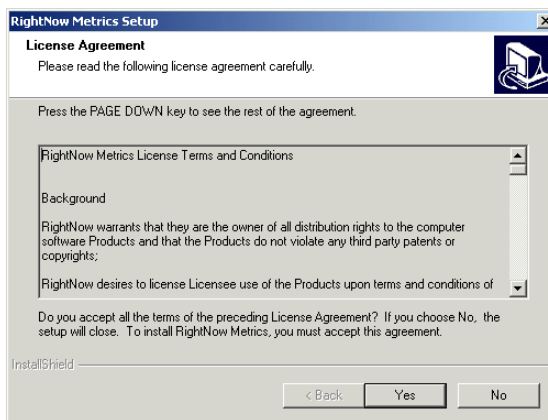 RightNow Metrics Setup
License Agreement
Please read the following license agreement carefully.
Press the PAGE DOWN key to see the rest of the agreement.
RightNow Metrics License Terms and Conditions
Background
RightNow warrants that they are the owner of all distribution rights to the computer
software Products and that the Products do not violate any third party patents or
copyrights;
RightNow desires to license Licensee use of the Products upon terms and conditions of
Do you accept all the terms of the preceding License Agreement? If you choose No, the
setup will close. To install RightNow Metrics, you must accept this agreement.
InstallShield
< Back Yes No